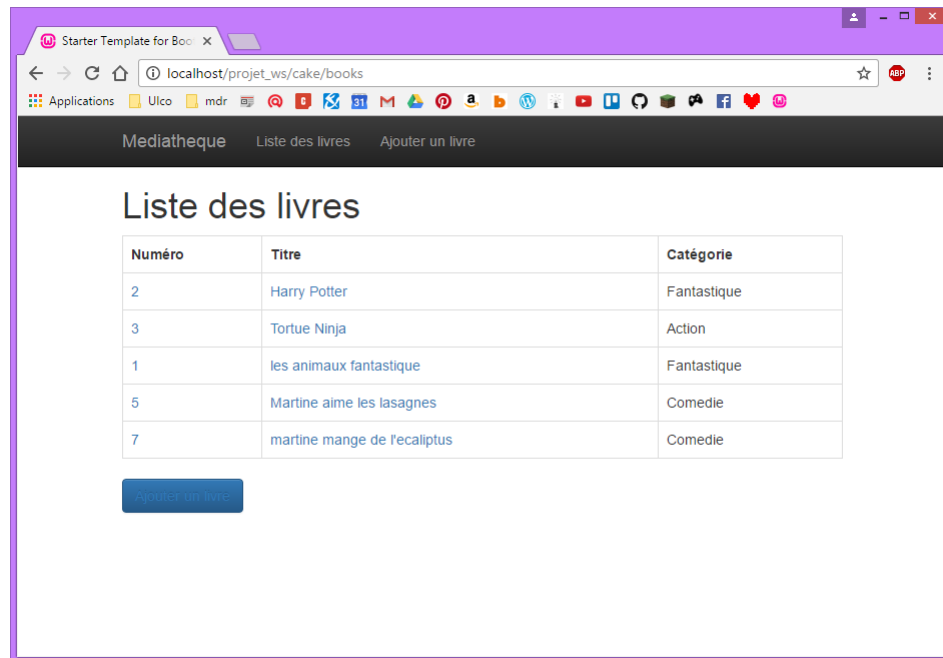 Starter Template for Boo
localhost/projet_ws/cake/books
ABP
Applications Ulco mdr 31
Mediatheque Liste des livres Ajouter un livre
Liste des livres
Numéro Titre Catégorie
2 Harry Potter Fantastique
3 Tortue Ninja Action
1 les animaux fantastique Fantastique
5 Martine aime les lasagnes Comedie
7 martine mange de l'ecaliptus Comedie
Ajouter un livre